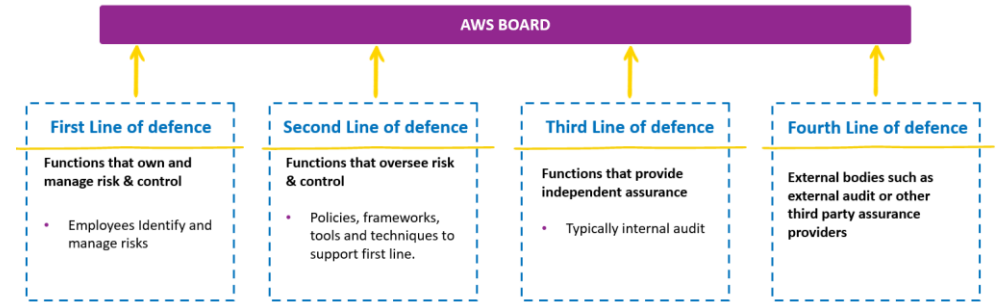 AWS BOARD
First Line of defence
Functions that own and
manage risk & control
• Employees Identify and
manage risks
Second Line of defence
Functions that oversee risk
& control
• Policies, frameworks,
tools and techniques to
support first line.
Third Line of defence
Functions that provide
independent assurance
• Typically internal audit
Fourth Line of defence
External bodies such as
external audit or other
third party assurance
providers